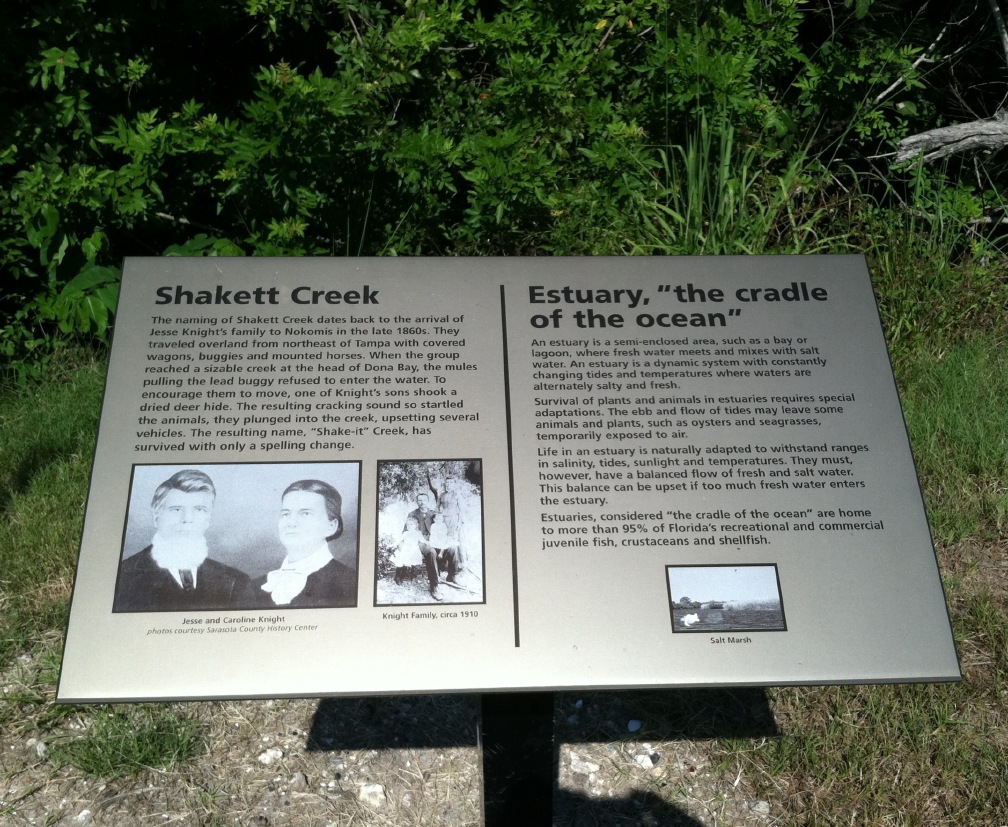 Shakett Creek
The naming of Shakett Creek dates back to the arrival of
Jesse Knight's family to Nokomis in the late 1860s. They
traveled overland from northeast of Tampa with covered
wagons, buggies and mounted horses. When the group
reached a sizable creek at the head of Dona Bay, the mules
pulling the lead buggy refused to enter the water. To
encourage them to move, one of Knight's sons shook a
dried deer hide. The resulting cracking sound so startled
the animals, they plunged into the creek, upsetting several
vehicles. The resulting name, "Shake-it" Creek, has
survived with only a spelling change.
Jesse and Caroline Knight
photos courtesy Sarasota County History Center
Knight Family, circa 1910
Estuary, "the cradle
of the ocean"
An estuary is a semi-enclosed area, such as a bay or
lagoon, where fresh water meets and mixes with salt
water. An estuary is a dynamic system with constantly
changing tides and temperatures where waters are
alternately salty and fresh.
Survival of plants and animals in estuaries requires special
adaptations. The ebb and flow of tides may leave some
animals and plants, such as oysters and seagrasses,
temporarily exposed to air.
Life in an estuary is naturally adapted to withstand ranges
in salinity, tides, sunlight and temperatures. They must,
however, have a balanced flow of fresh and salt water.
This balance can be upset if too much fresh water enters
the estuary.
Estuaries, considered "the cradle of the ocean" are home
to more than 95% of Florida's recreational and commercial
juvenile fish, crustaceans and shellfish.
Salt Marsh